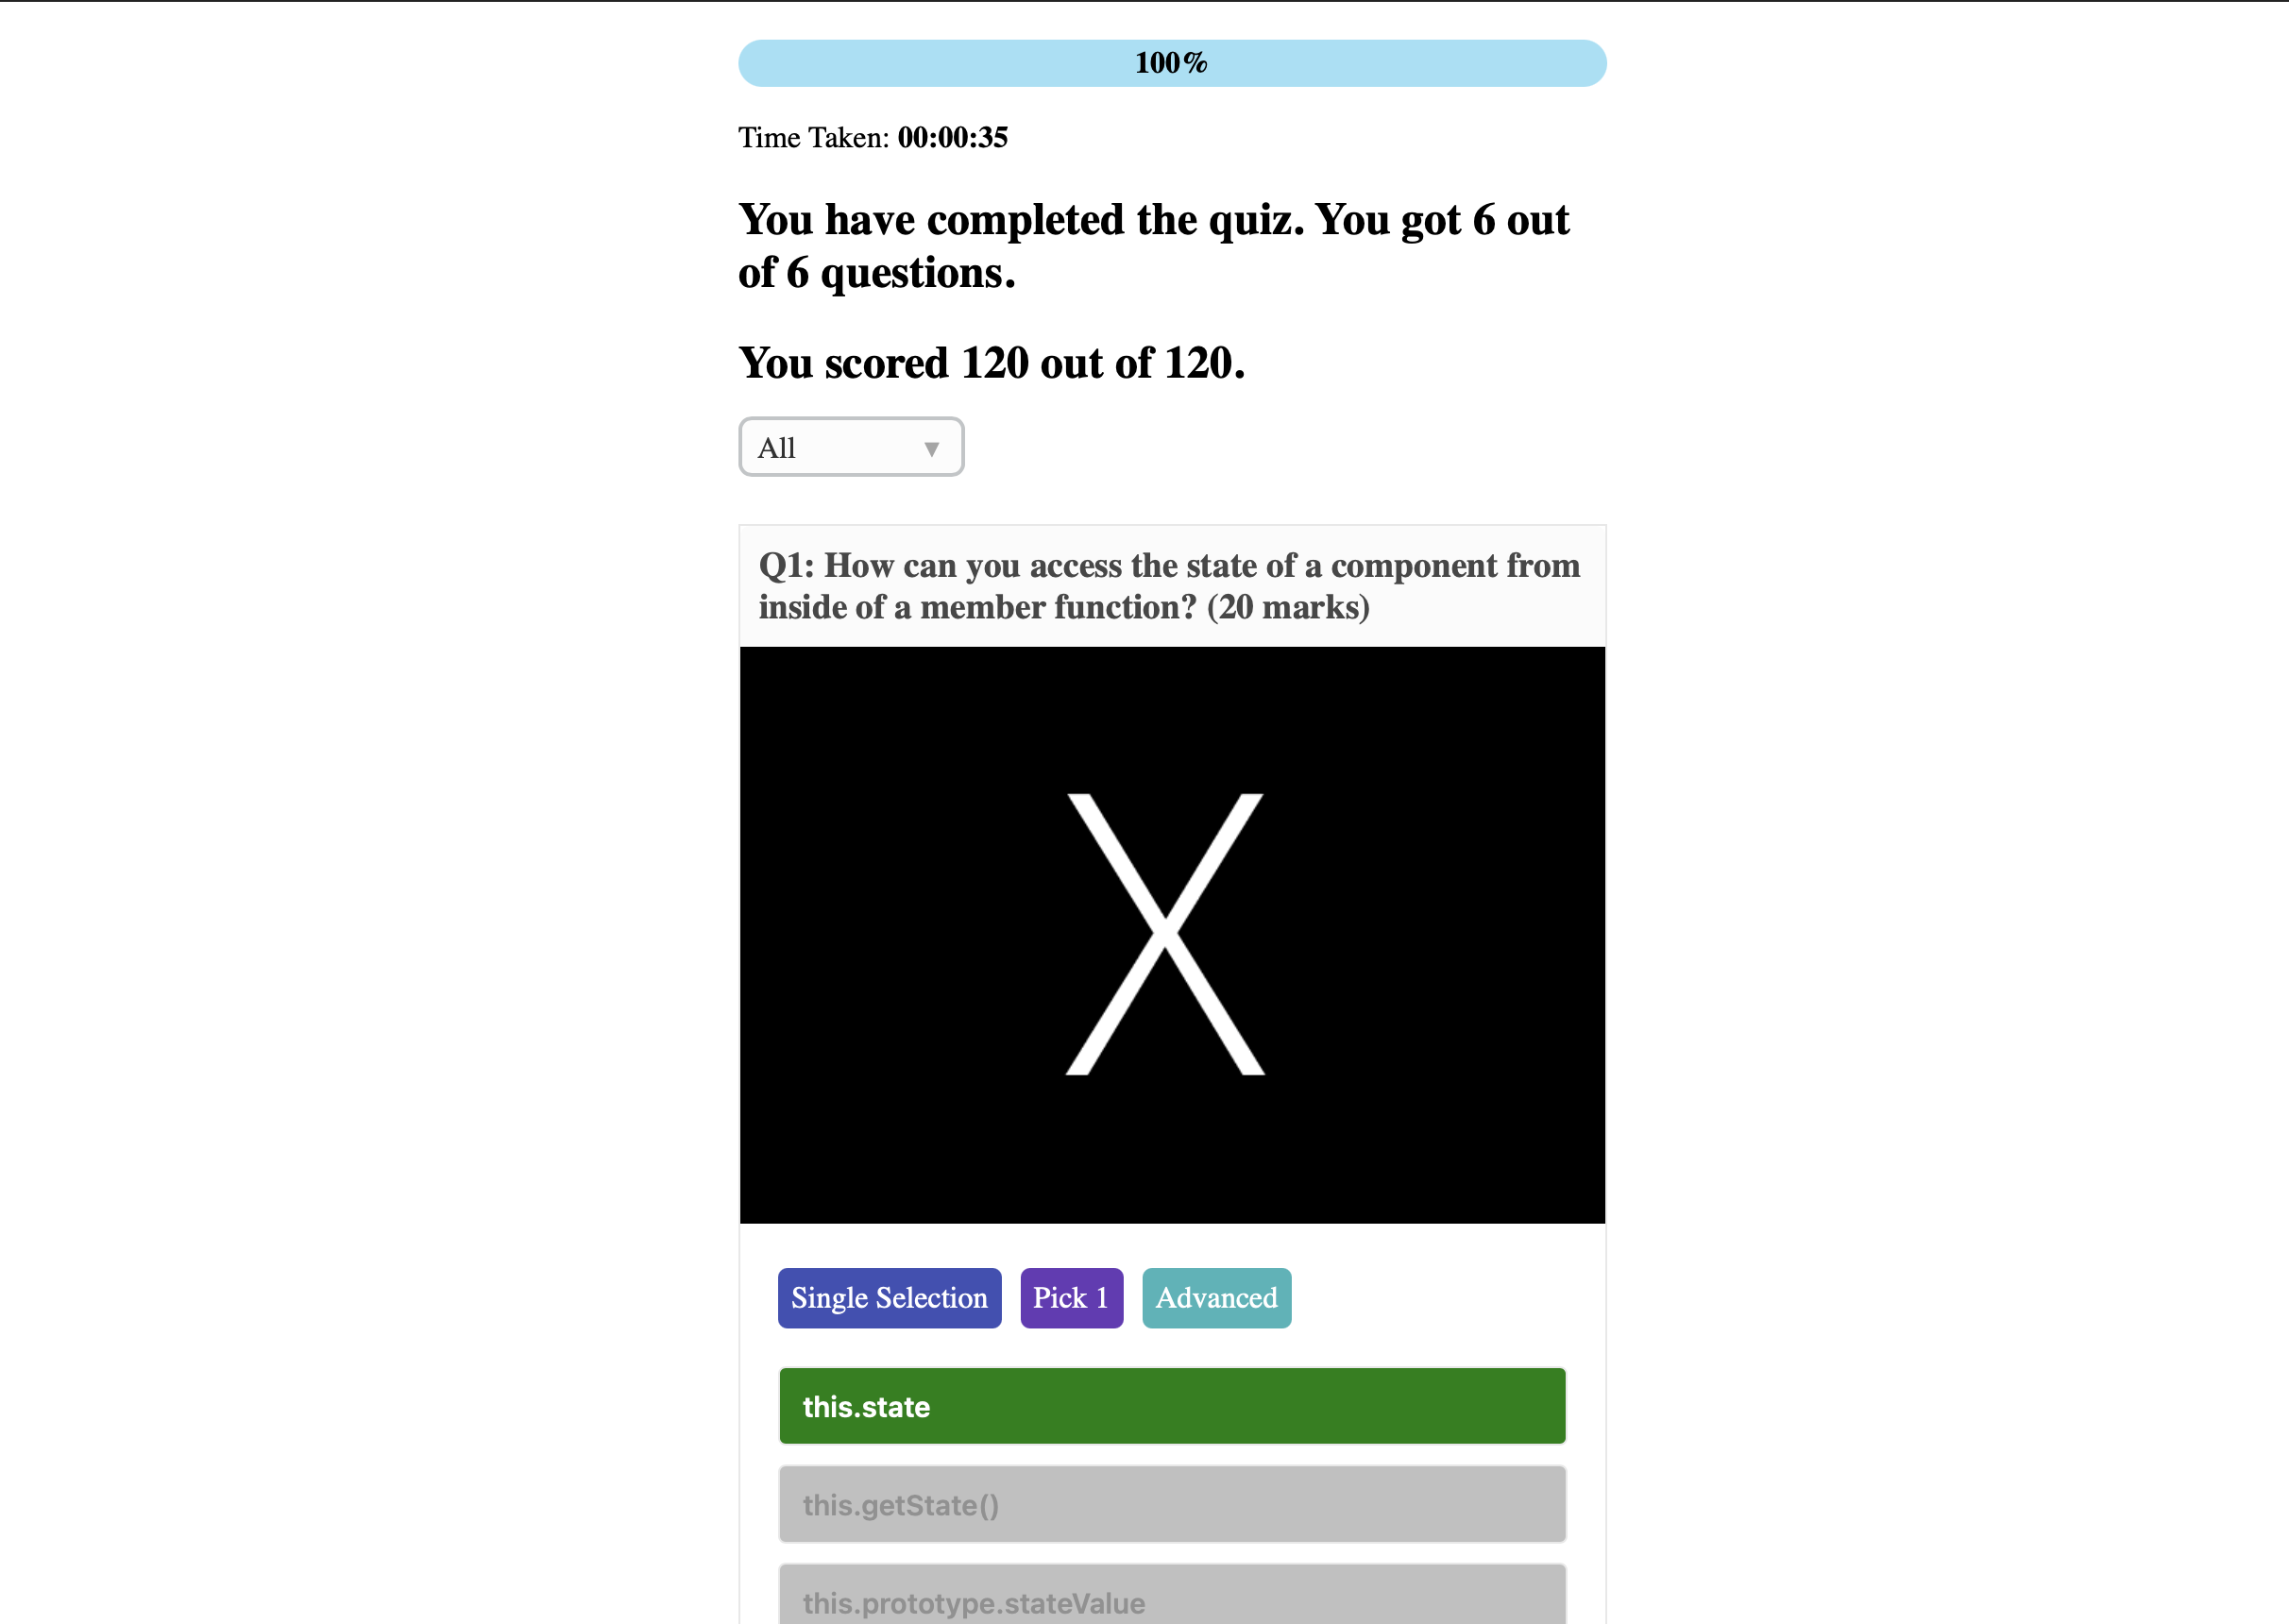 100%
Time Taken: 00:00:35
You have completed the quiz. You got 6 out
of 6 questions.
You scored 120 out of 120.
All
Q1: How can you access the state of a component from
inside of a member function? (20 marks)
X
Single Selection
Pick 1
Advanced
this.state
this.getState()
this.prototype.stateValue